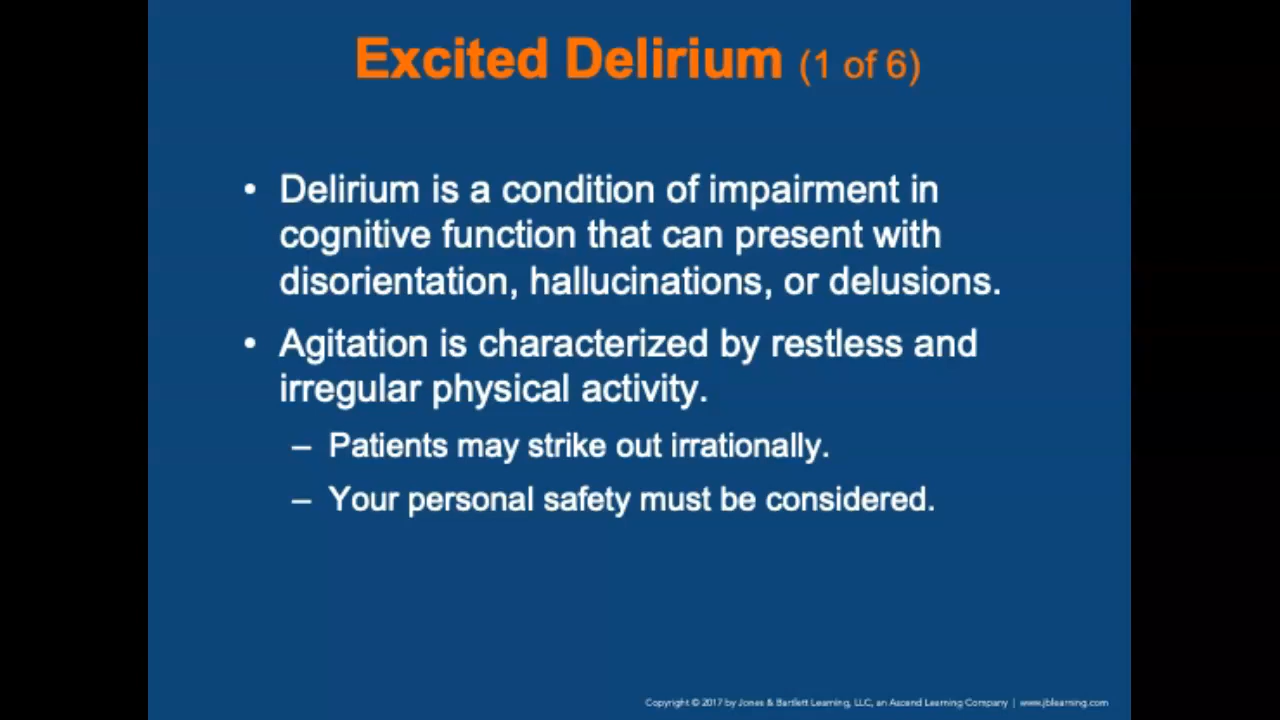 Excited Delirium (1 of 6)
• Delirium is a condition of impairment in
cognitive function that can present with
disorientation, hallucinations, or delusions.
• Agitation is characterized by restless and
irregular physical activity.
– Patients may strike out irrationally.
– Your personal safety must be considered.
Copyright © 2017 by Jones & Bartlett Learning, LLC, an Ascend Learning Company | www.jblearning.com